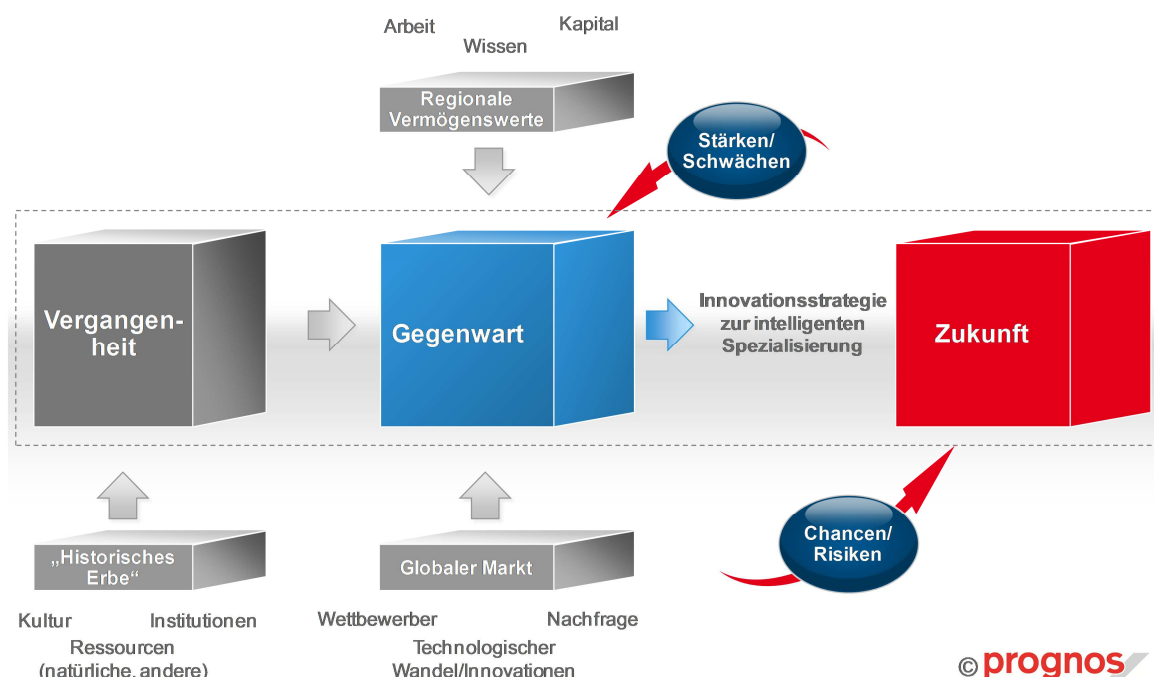 Arbeit
Wissen
Kapital
Regionale
Vermögenswerte
Stärken/
Schwächen
Vergangen-
heit
Gegenwart
Innovationsstrategie
zur intelligenten
Spezialisierung
Zukunft
„Historisches
Erbe“
Globaler Markt
Chancen/
Risiken
Kultur
Institutionen
Ressourcen
(natürliche, andere)
Wettbewerber
Nachfrage
Technologischer
Wandel/Innovationen
© prognos